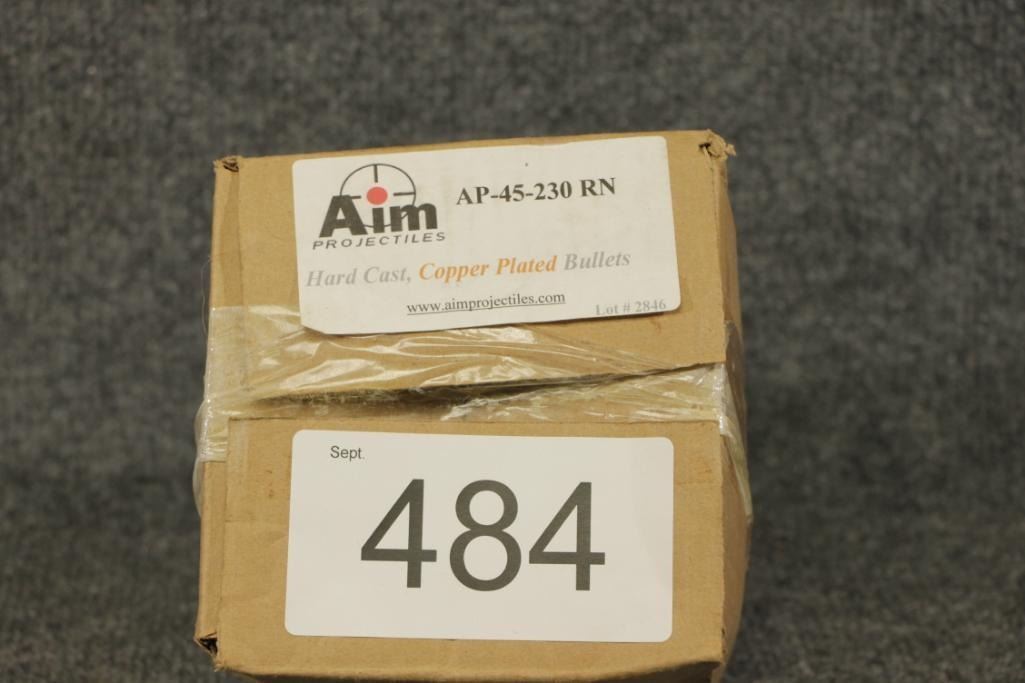 Aim
PROJECTILES
AP-45-230 RN
Hard Cast, Copper Plated Bullets
www.aimprojectiles.com
Lot # 2846
Sept.
484